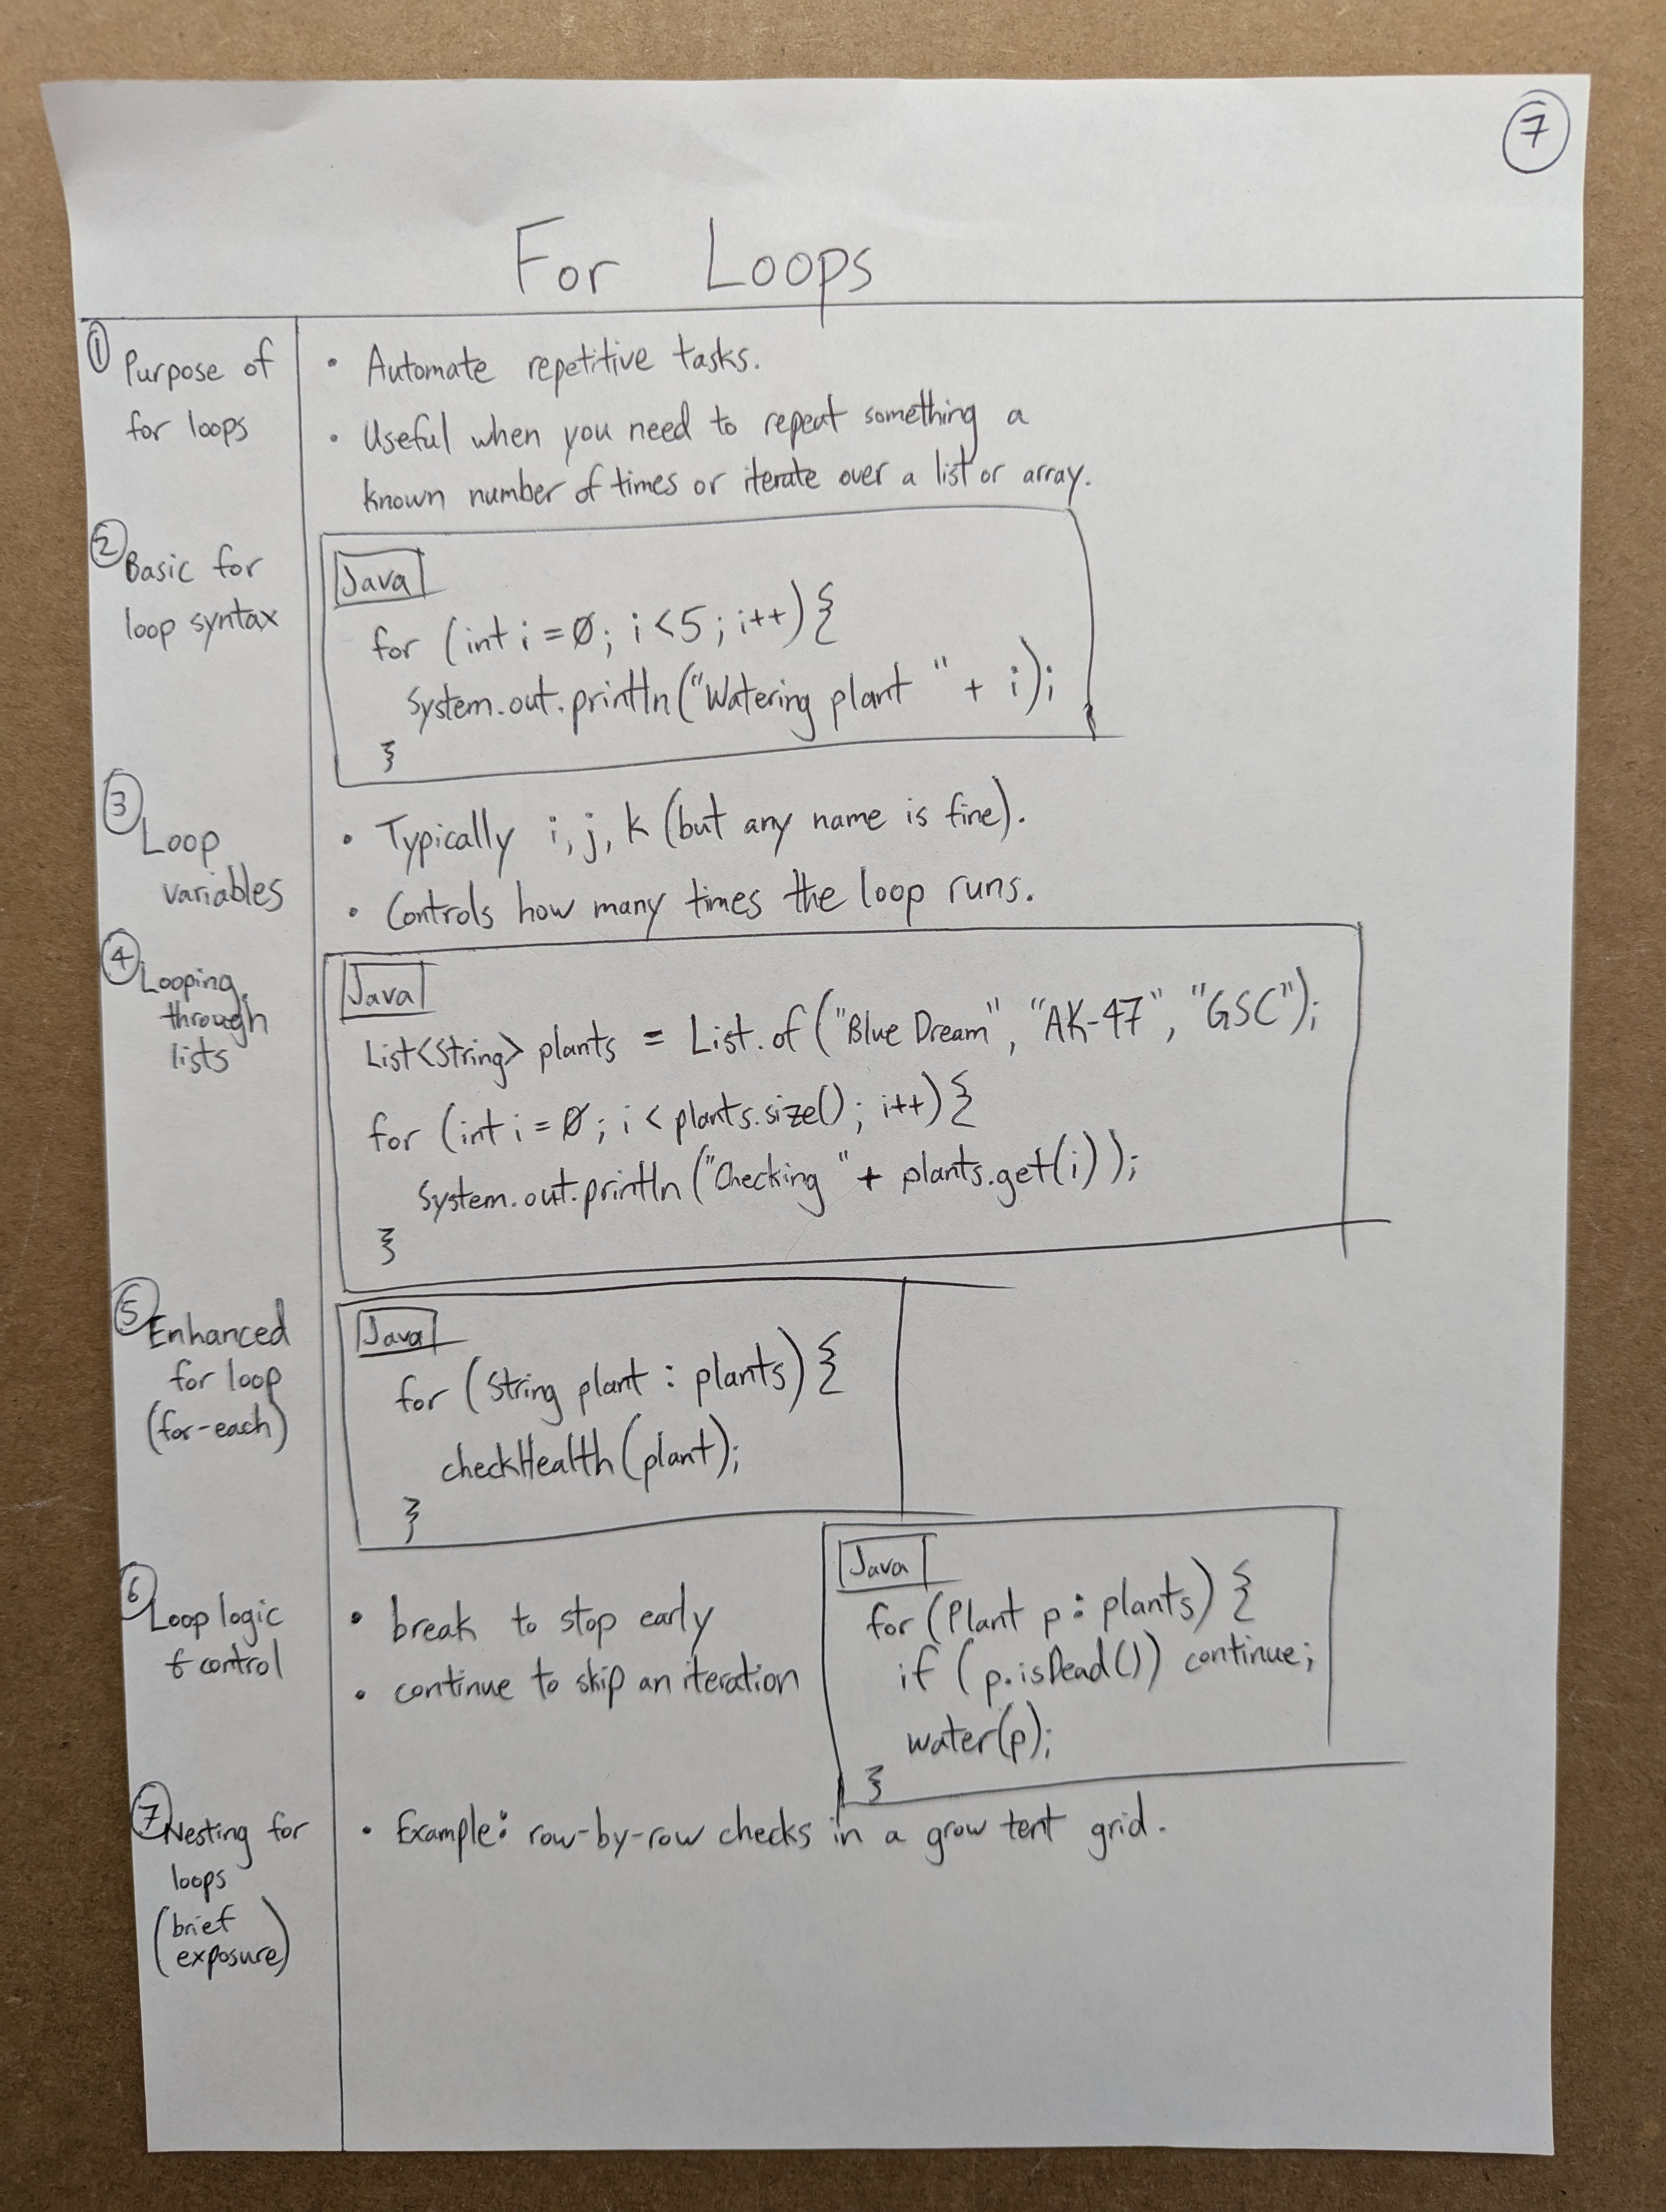 7
For Loops
① Purpose of
for loops
• Automate repetitive tasks.
• Useful when you need to repeat something a
known number of times or iterate over a list or array.
② Basic for
loop syntax
Java
for (int i = 0; i < 5; i++) {
System.out.println("Watering plant " + i);
}
③ Loop
variables
• Typically i, j, k (but any name is fine).
• Controls how many times the loop runs.
④ Looping
through
lists
Java
List<String> plants = List.of("Blue Dream", "AK-47", "GSC");
for (int i = 0; i < plants.size(); i++) {
System.out.println("Checking " + plants.get(i));
}
⑤ Enhanced
for loop
(for-each)
Java
for (String plant : plants) {
checkHealth(plant);
}
⑥ Loop logic
& control
• break to stop early
• continue to skip an iteration
Java
for (Plant p : plants) {
if (p.isDead()) continue;
water(p);
}
⑦ Nesting for
loops
(brief
exposure)
• Example: row-by-row checks in a grow tent grid.